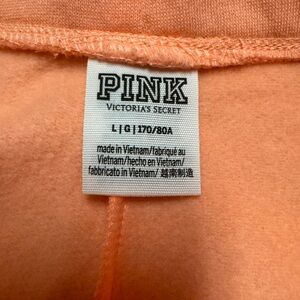 PINK
VICTORIA'S SECRET
L | G | 170/80A
made in Vietnam/fabriqué au
Vietnam/hecho en Vietnam/
fabbricato in Vietnam/ 越南制造